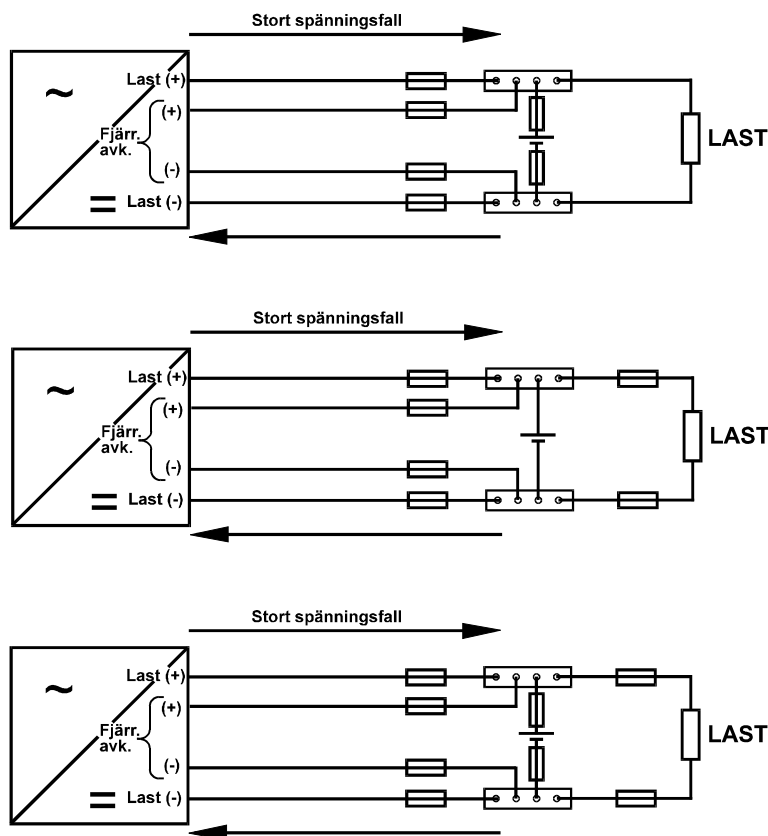 Stort spänningsfall
~
Last (+)
(+)
Fjärr.
avk.
(-)
= Last (-)
LAST
Stort spänningsfall
~
Last (+)
(+)
Fjärr.
avk.
(-)
= Last (-)
LAST
Stort spänningsfall
~
Last (+)
(+)
Fjärr.
avk.
(-)
= Last (-)
LAST